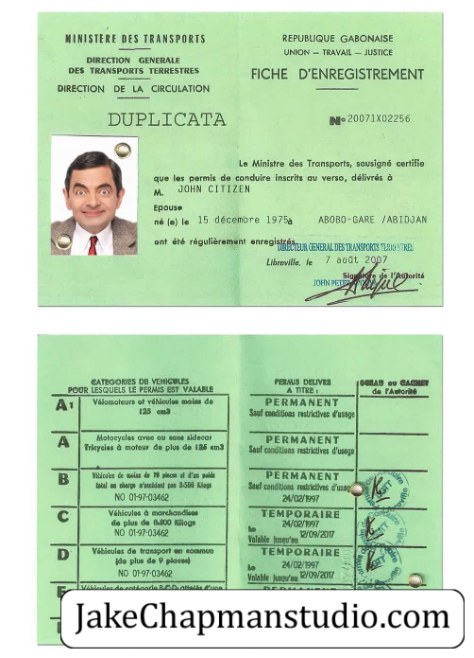 MINISTERE DES TRANSPORTS
DIRECTION GENERALE
DES TRANSPORTS TERRESTRES
DIRECTION DE LA CIRCULATION
REPUBLIQUE GABONAISE
UNION — TRAVAIL — JUSTICE
FICHE D'ENREGISTREMENT
DUPLICATA
No 20071X02256
Le Ministre des Transports, sousigné certifie
que les permis de conduire inscrits au verso, délivrés à
M. JOHN CITIZEN
Epouse
né (e) le 15 décembre 1975 à ABOBO-GARE /ABIDJAN
ont été régulièrement enregistrés
DIRECTEUR GENERAL DES TRANSPORTS TERRESTRES
Libreville, le 7 août 2007
Signature de l'Autorité
JOHN PETER
CATEGORIES DE VEHICULES
POUR LESQUELS LE PERMIS EST VALABLE
PERMIS DELIVRES
A TITRE :
SCEAU ou CACHET
de l'Autorité
A1 Vélomoteurs et véhicules moins de
125 cm3
PERMANENT
Sauf conditions restrictives d'usage
A Motocycles avec ou sans sidecar
Tricycles à moteur de plus de 125 cm3
PERMANENT
Sauf conditions restrictives d'usage
B Véhicules de moins de 10 places et d'un poids
total en charge n'excédant pas 3500 Kilogs
NO 01-97-03462
PERMANENT
Sauf conditions restrictives d'usage
24/02/1997
C Véhicules à marchandises
de plus de 3500 Kilogs
NO 01-97-03462
TEMPORAIRE
Le 24/02/1997
Valable jusqu'au 12/09/2017
D Véhicules de transport en commun
(de plus de 9 places)
NO 01-97-03462
TEMPORAIRE
Le 24/02/1997
Valable jusqu'au 12/09/2017
E Véhicules de catégorie B-C-D attelés d'une
TEMPORAIRE
JakeChapmanstudio.com